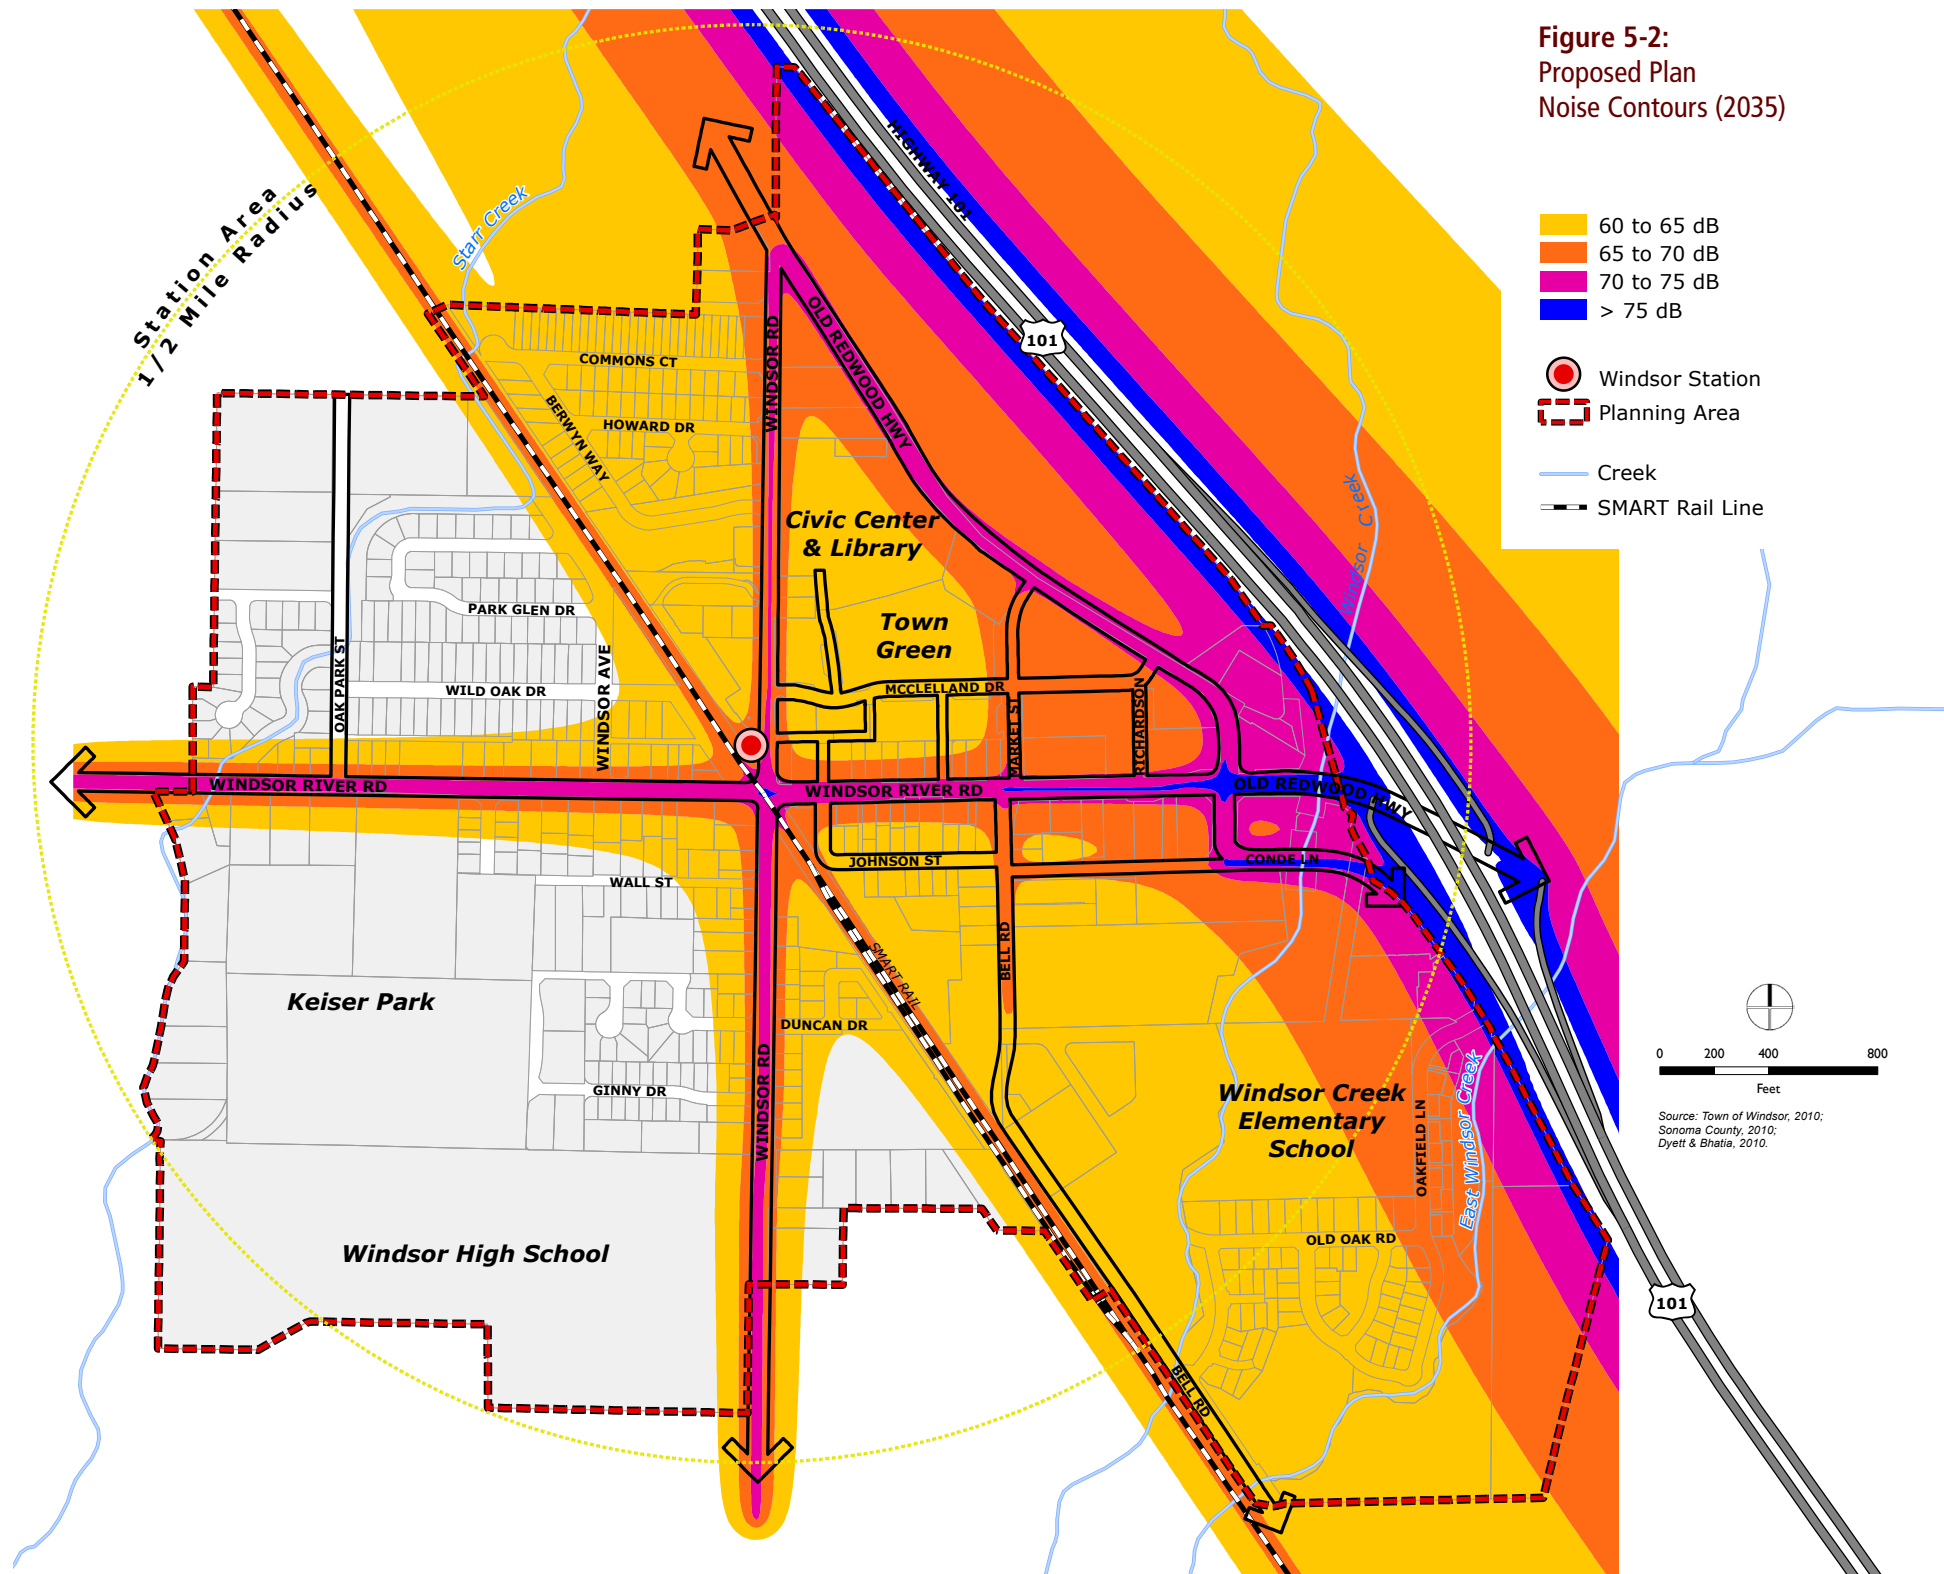 Figure 5-2:
Proposed Plan
Noise Contours (2035)
60 to 65 dB
65 to 70 dB
70 to 75 dB
> 75 dB
Windsor Station
Planning Area
Creek
SMART Rail Line
Station Area
1/2 Mile Radius
Starr Creek
HIGHWAY 101
101
COMMONS CT
HOWARD DR
BERWYN WAY
WINDSOR RD
OLD REDWOOD HWY
Civic Center
& Library
Windsor Creek
PARK GLEN DR
Town
Green
OAK PARK ST
WINDSOR AVE
WILD OAK DR
MCCLELLAND DR
MARKET ST
RICHARDSON
WINDSOR RIVER RD
WINDSOR RIVER RD
OLD REDWOOD HWY
JOHNSON ST
CONDE LN
WALL ST
BELL RD
SMART RAIL
Keiser Park
DUNCAN DR
GINNY DR
WINDSOR RD
Windsor Creek
Elementary
School
OAKFIELD LN
East Windsor Creek
OLD OAK RD
Windsor High School
BELL RD
101
0 200 400 800
Feet
Source: Town of Windsor, 2010;
Sonoma County, 2010;
Dyett & Bhatia, 2010.